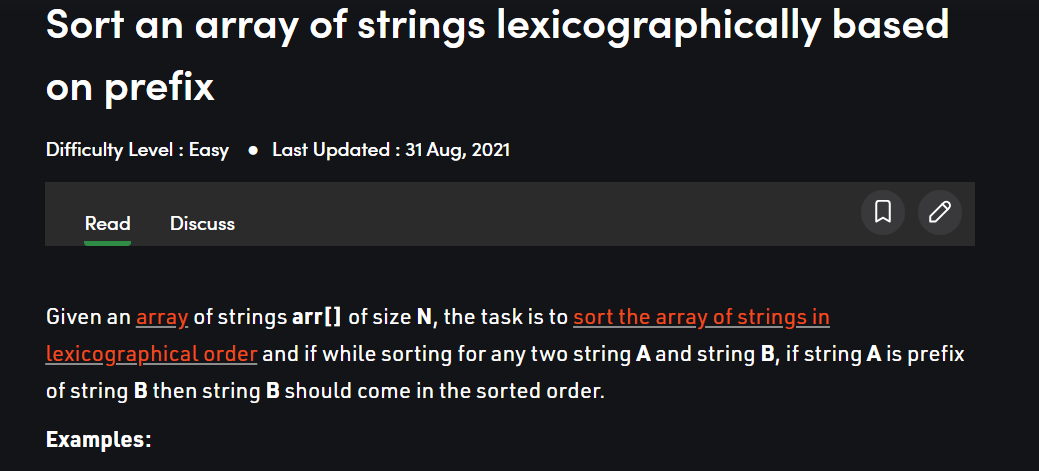 Sort an array of strings lexicographically based
on prefix
Difficulty Level : Easy ● Last Updated : 31 Aug, 2021
Read Discuss
Given an array of strings arr[] of size N, the task is to sort the array of strings in
lexicographical order and if while sorting for any two string A and string B, if string A is prefix
of string B then string B should come in the sorted order.
Examples: